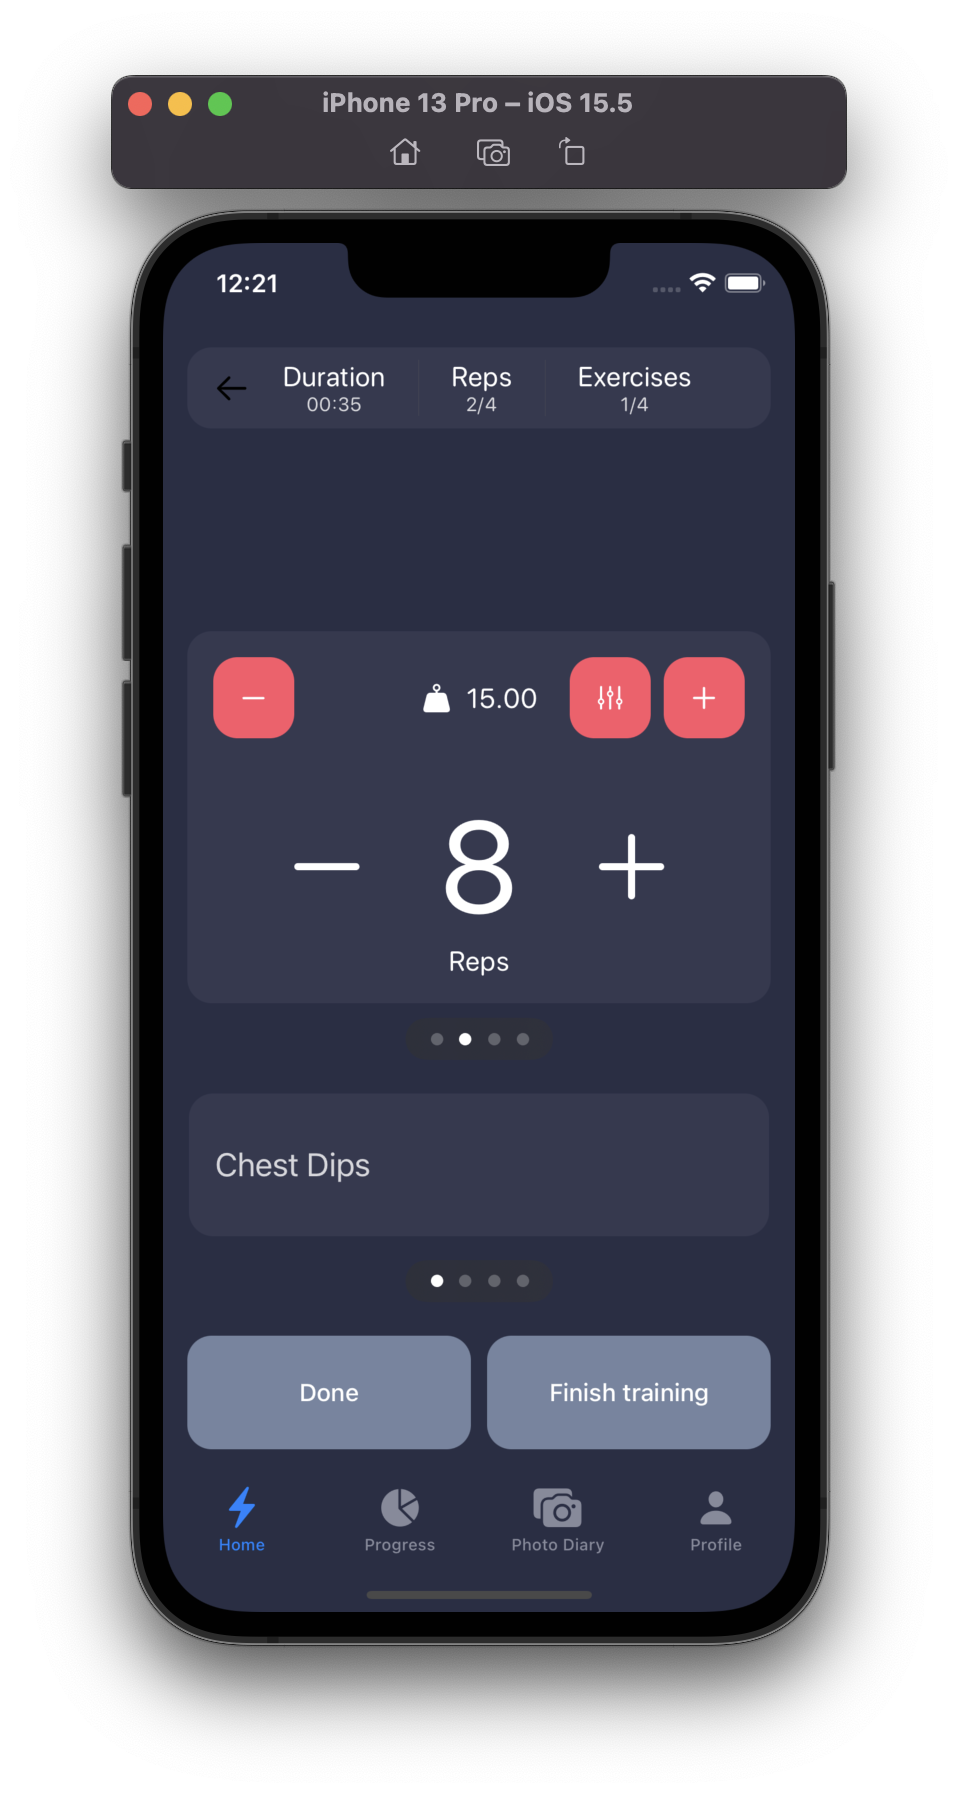 iPhone 13 Pro – iOS 15.5
12:21
Duration Reps Exercises
00:35 2/4 1/4
15.00
8
Reps
Chest Dips
Done Finish training
Home Progress Photo Diary Profile